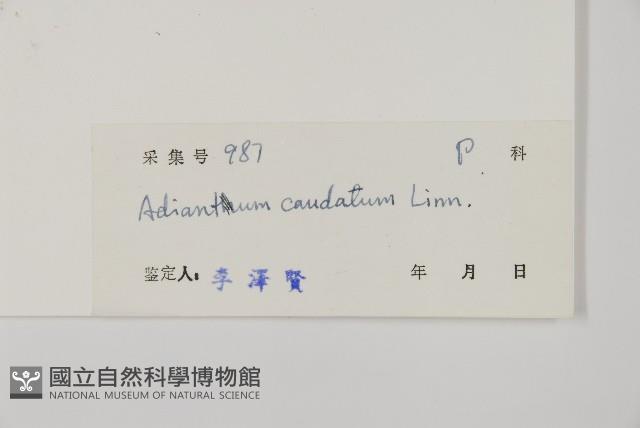 采集号 987 P 科
Adianthum caudatum Linn.
鉴定人: 李澤賢 年 月 日
國立自然科學博物館
NATIONAL MUSEUM OF NATURAL SCIENCE